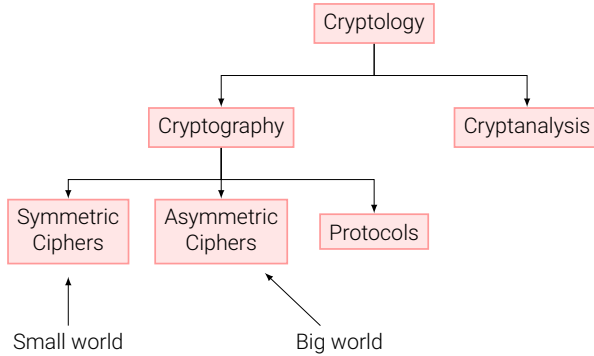 Cryptology
Cryptography
Cryptanalysis
Symmetric
Ciphers
Asymmetric
Ciphers
Protocols
Small world
Big world